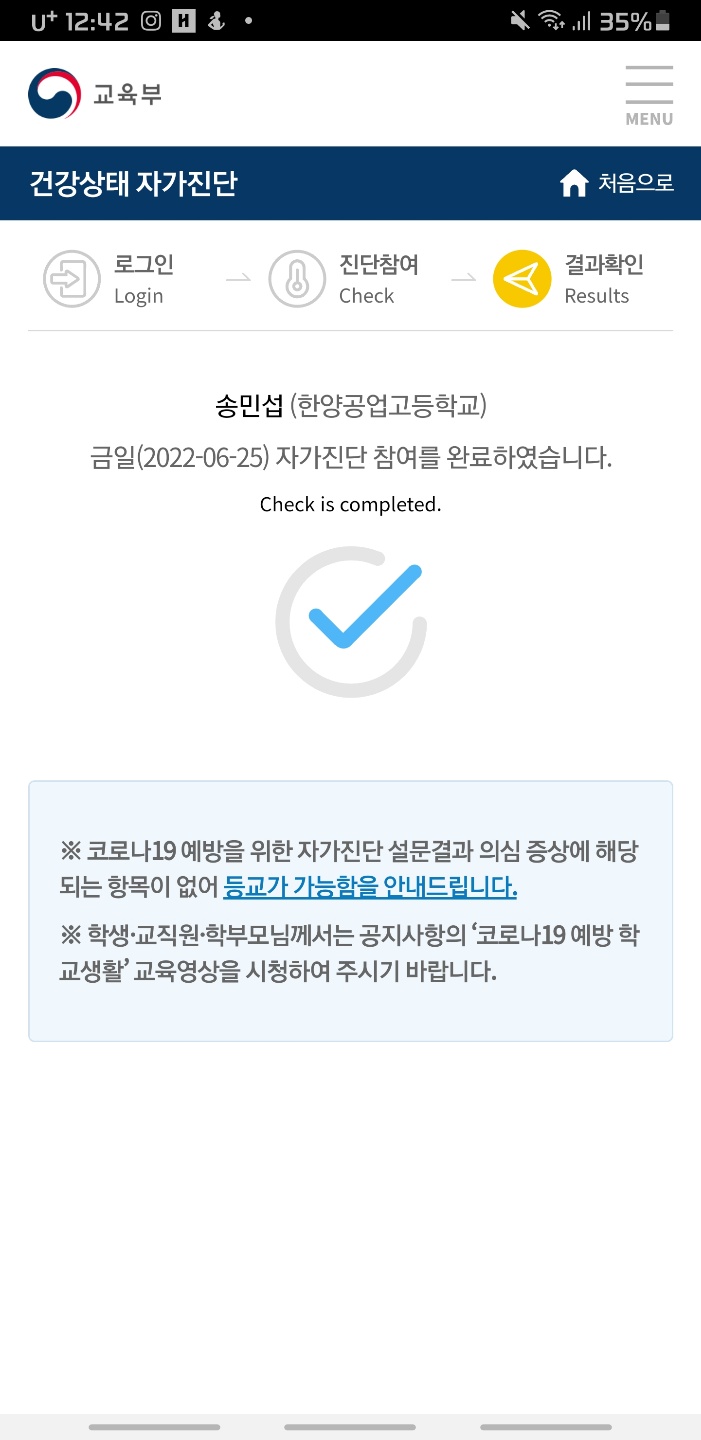 U⁺ 12:42 H 35%
교육부
MENU
건강상태 자가진단 처음으로
로그인 진단참여 결과확인
Login Check Results
송민섭 (한양공업고등학교)
금일(2022-06-25) 자가진단 참여를 완료하였습니다.
Check is completed.
※ 코로나19 예방을 위한 자가진단 설문결과 의심 증상에 해당
되는 항목이 없어 등교가 가능함을 안내드립니다.
※ 학생·교직원·학부모님께서는 공지사항의 ‘코로나19 예방 학
교생활’ 교육영상을 시청하여 주시기 바랍니다.